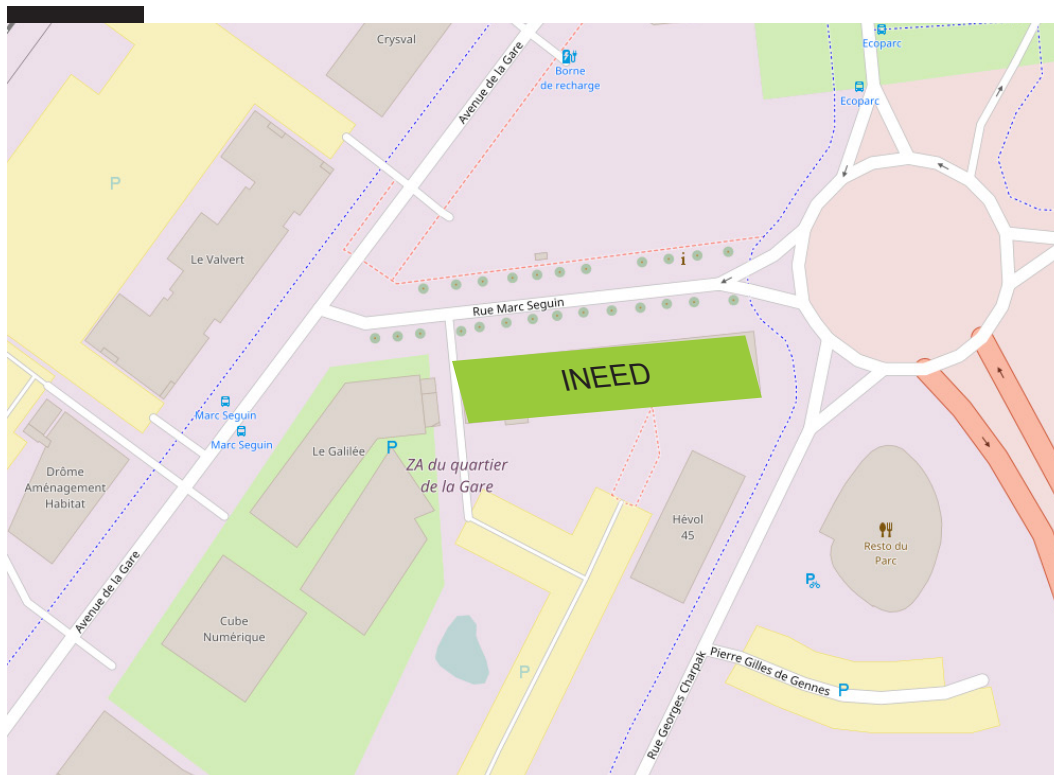 Crysval
Avenue de la Gare
Borne
de recharge
Ecoparc
Ecoparc
P
Le Valvert
i
Rue Marc Seguin
INEED
Marc Seguin
Marc Seguin
Le Galilée
P
ZA du quartier
de la Gare
Drôme
Aménagement
Habitat
Hévol
45
Resto du
Parc
P
Avenue de la Gare
Cube
Numérique
P
Pierre Gilles de Gennes
P
Rue Georges Charpak